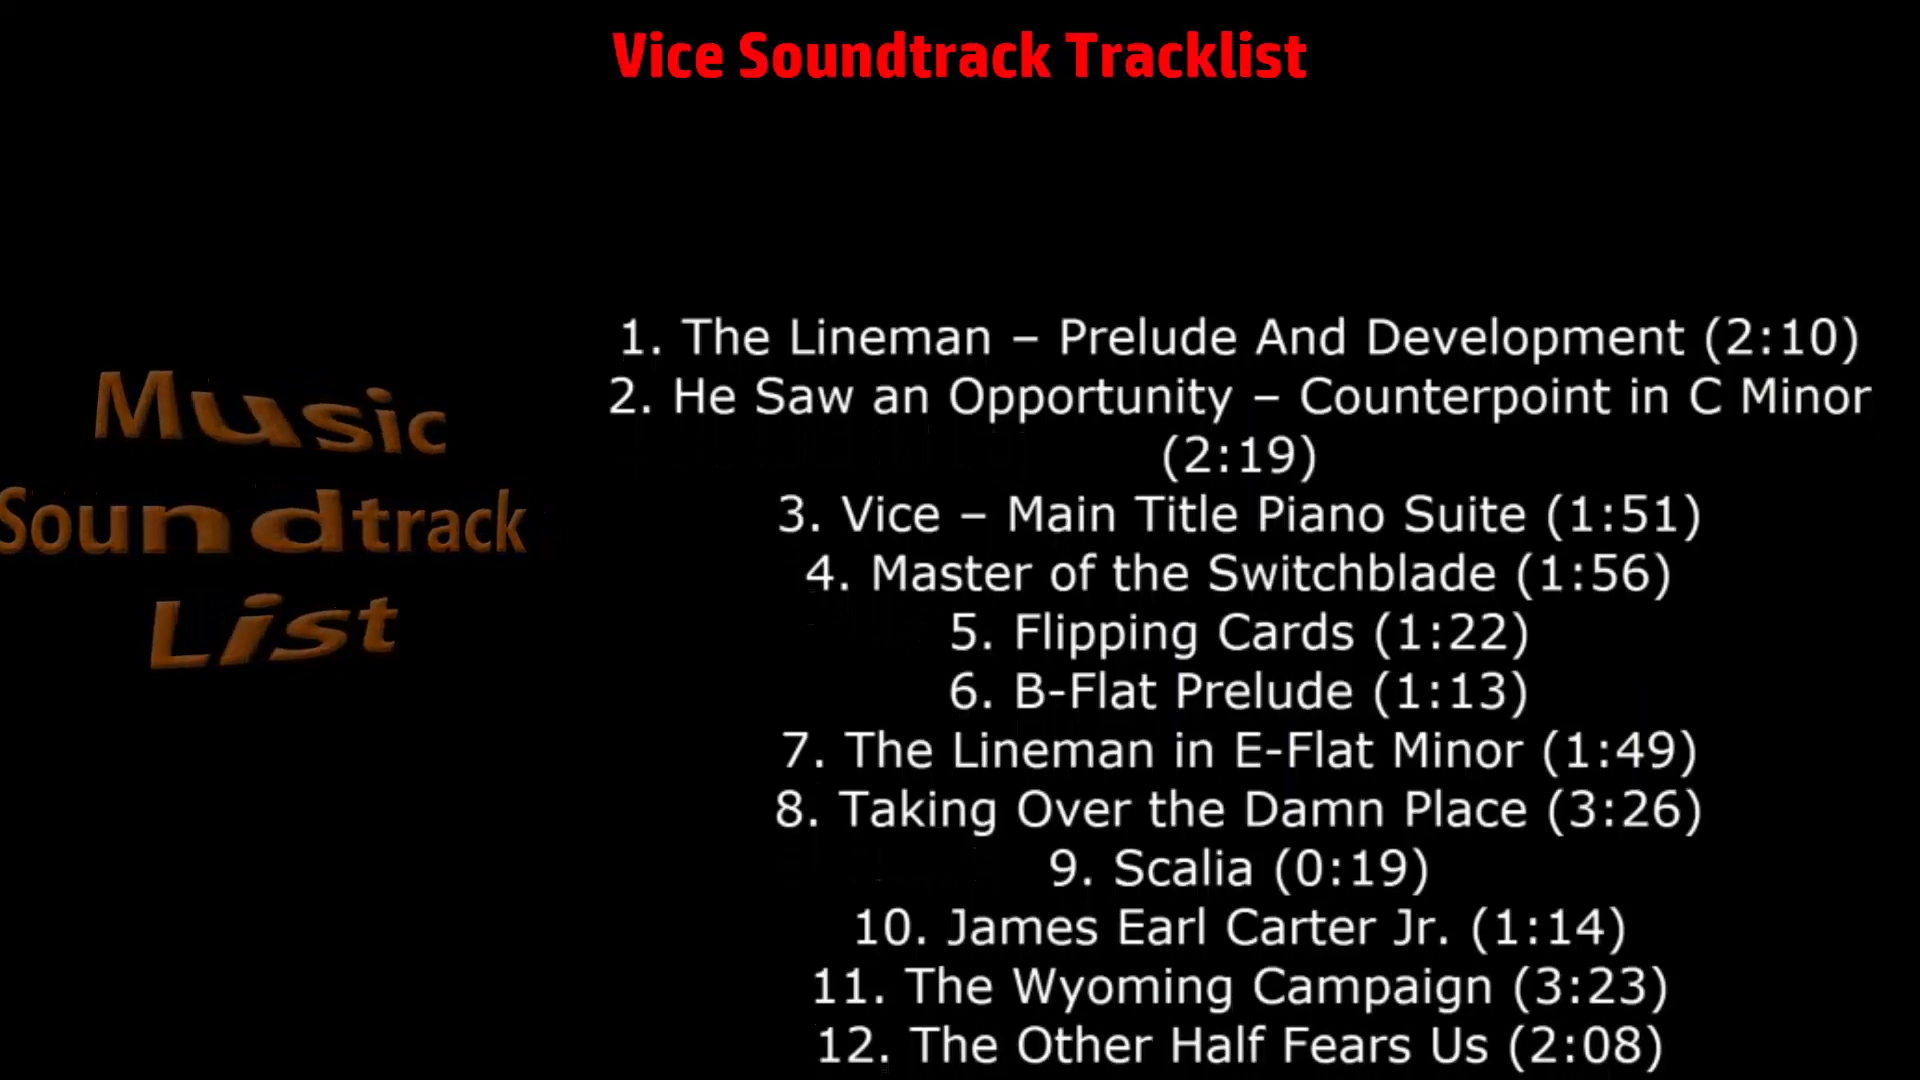 Vice Soundtrack Tracklist
Music
Soundtrack
List
1. The Lineman – Prelude And Development (2:10)
2. He Saw an Opportunity – Counterpoint in C Minor
(2:19)
3. Vice – Main Title Piano Suite (1:51)
4. Master of the Switchblade (1:56)
5. Flipping Cards (1:22)
6. B-Flat Prelude (1:13)
7. The Lineman in E-Flat Minor (1:49)
8. Taking Over the Damn Place (3:26)
9. Scalia (0:19)
10. James Earl Carter Jr. (1:14)
11. The Wyoming Campaign (3:23)
12. The Other Half Fears Us (2:08)